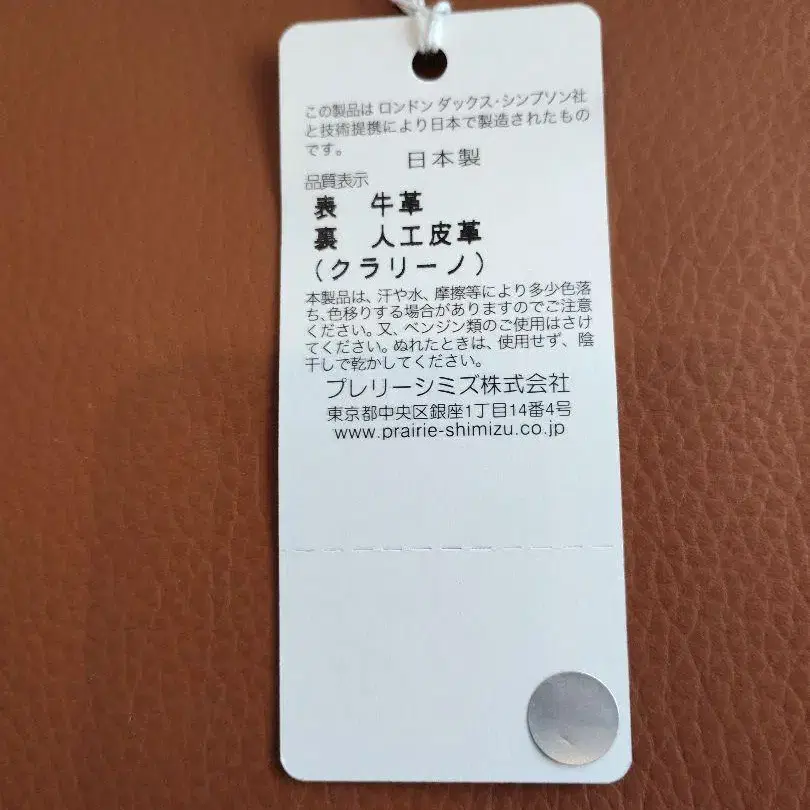 この製品は ロンドン ダックス・シンプソン社
と技術提携により日本で製造されたもの
です。
日本製
品質表示
表 牛革
裏 人工皮革
（クラリーノ）
本製品は、汗や水、摩擦等により多少色落
ち、色移りする場合がありますのでご注意
ください。又、ベンジン類のご使用はさけ
てください。ぬれたときは、使用せず、陰
干しで乾かしてください。
プレリーシミズ株式会社
東京都中央区銀座1丁目14番4号
www.prairie-shimizu.co.jp